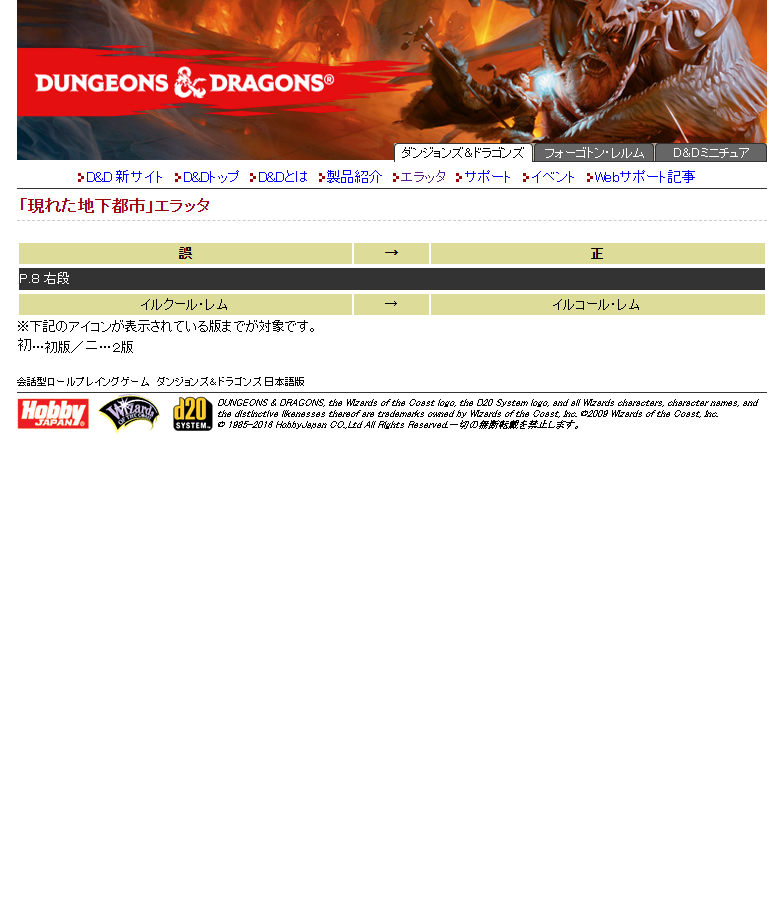 DUNGEONS & DRAGONS®
ダンジョンズ&ドラゴンズ フォーゴトン・レルム D&Dミニチュア
D&D 新サイト D&Dトップ D&Dとは 製品紹介 エラッタ サポート イベント Webサポート記事
「現れた地下都市」エラッタ
誤 → 正
P.8 右段
イルクール・レム → イルコール・レム
※下記のアイコンが表示されている版までが対象です。
初…初版／二…2版
会話型ロールプレイングゲーム ダンジョンズ&ドラゴンズ 日本語版
Hobby JAPAN® Wizards OF THE COAST d20 SYSTEM™
DUNGEONS & DRAGONS, the Wizards of the Coast logo, the D20 System logo, and all Wizards characters, character names, and
the distinctive likenesses thereof are trademarks owned by Wizards of the Coast, Inc. ©2009 Wizards of the Coast, Inc.
© 1985-2016 HobbyJapan CO.,Ltd All Rights Reserved.一切の無断転載を禁止します。